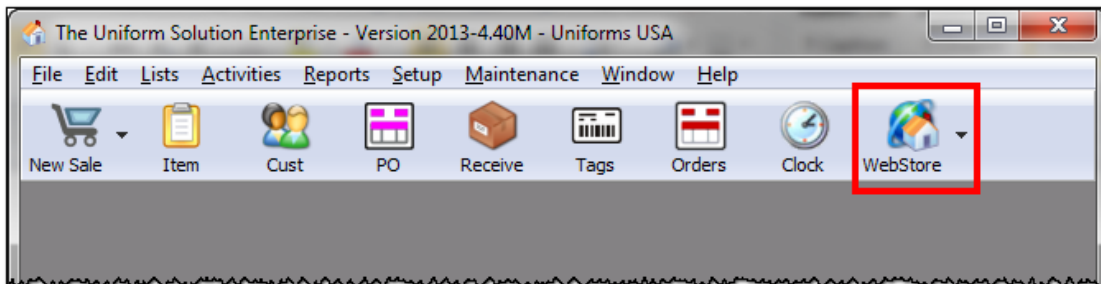 The Uniform Solution Enterprise - Version 2013-4.40M - Uniforms USA
File Edit Lists Activities Reports Setup Maintenance Window Help
New Sale Item Cust PO Receive Tags Orders Clock WebStore